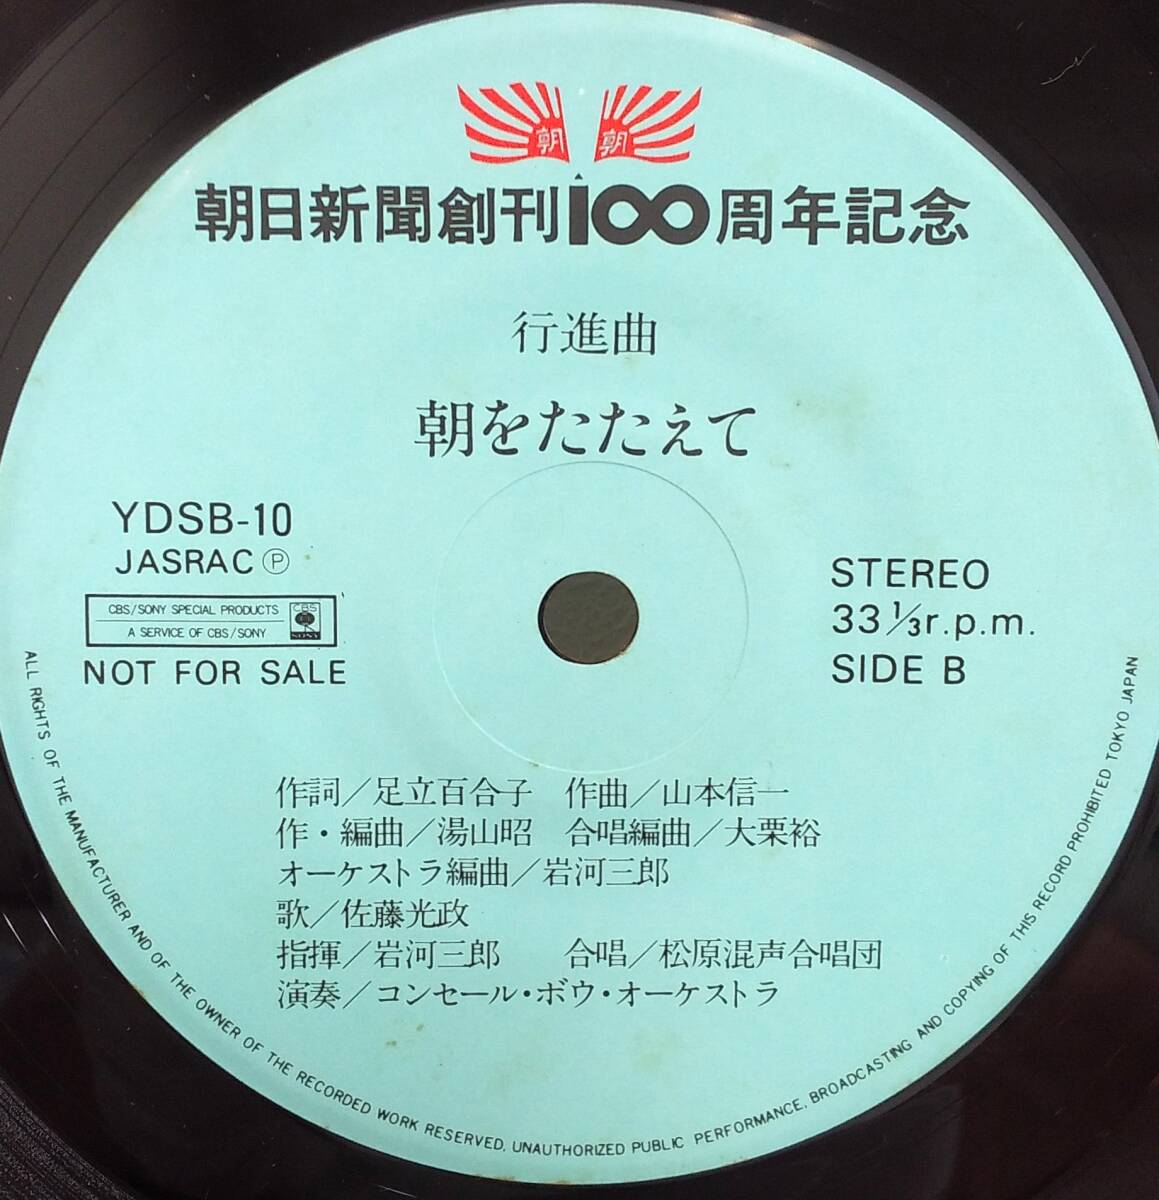 朝 朝
朝日新聞創刊100周年記念
行進曲
朝をたたえて
YDSB-10
JASRAC Ⓟ
CBS/SONY SPECIAL PRODUCTS
A SERVICE OF CBS/SONY
CBS
SONY
NOT FOR SALE
STEREO
33 1/3 r.p.m.
SIDE B
作詞／足立百合子 作曲／山本信一
作・編曲／湯山昭 合唱編曲／大栗裕
オーケストラ編曲／岩河三郎
歌／佐藤光政
指揮／岩河三郎 合唱／松原混声合唱団
演奏／コンセール・ボウ・オーケストラ
ALL RIGHTS OF THE MANUFACTURER AND OF THE OWNER OF THE RECORDED WORK RESERVED. UNAUTHORIZED PUBLIC PERFORMANCE, BROADCASTING AND COPYING OF THIS RECORD PROHIBITED TOKYO JAPAN